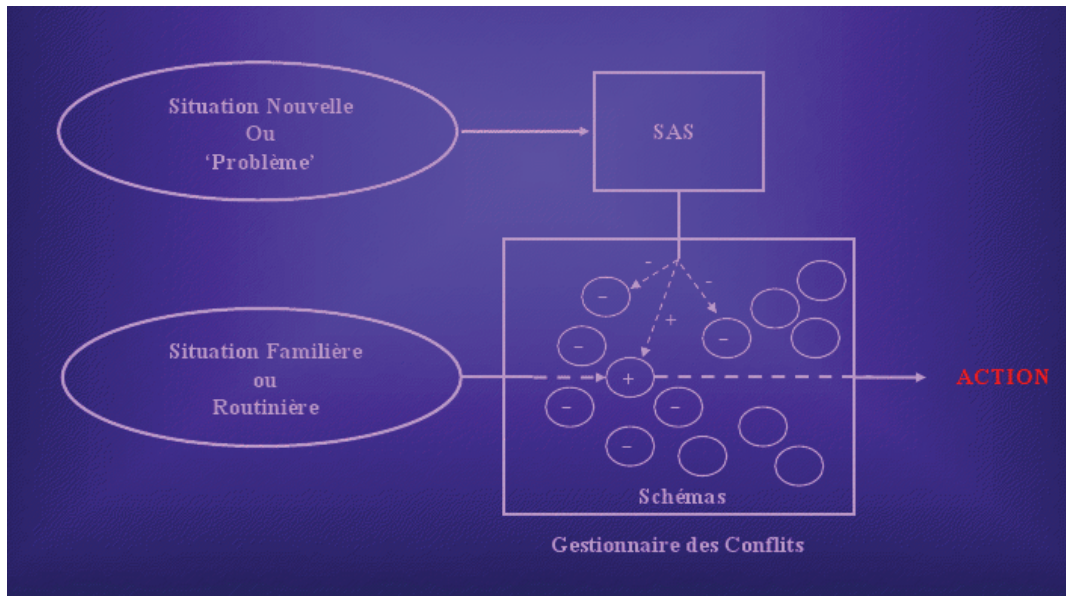 Situation Nouvelle
Ou
‘Problème’
SAS
-
-
+
−
−
−
Situation Familière
ou
Routinière
+
ACTION
−
−
−
Schémas
Gestionnaire des Conflits